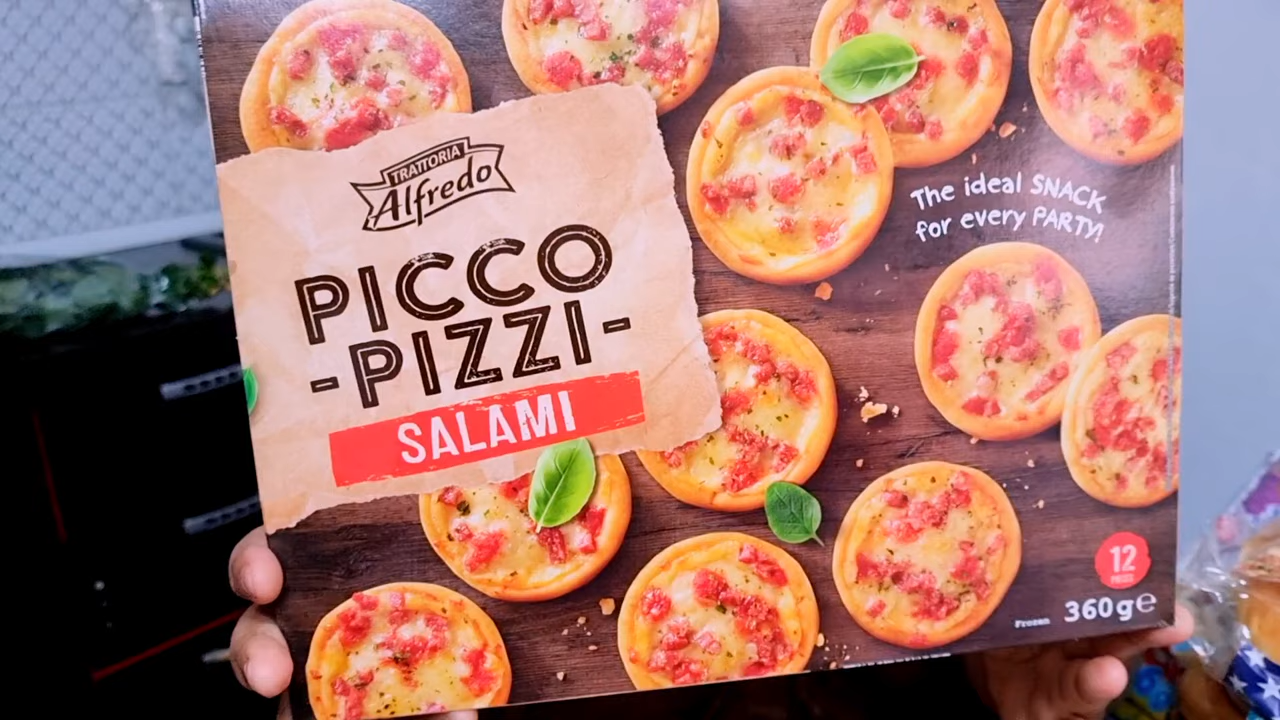 TRATTORIA
Alfredo
PICCO
-PIZZI-
SALAMI
The ideal SNACK
for every PARTY!
12
PIECES
Frozen 360g℮